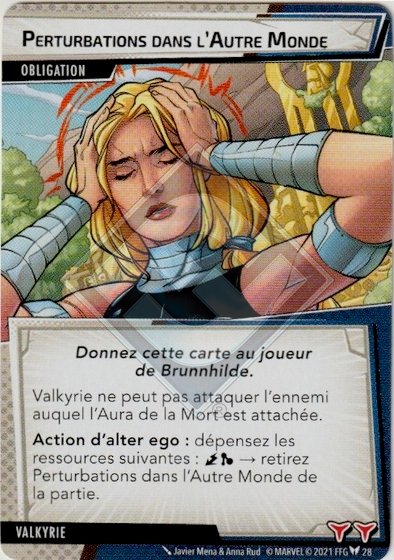 Perturbations dans l'Autre Monde
OBLIGATION
Donnez cette carte au joueur
de Brunnhilde.
Valkyrie ne peut pas attaquer l'ennemi
auquel l'Aura de la Mort est attachée.
Action d'alter ego : dépensez les
ressources suivantes : → retirez
Perturbations dans l'Autre Monde de
la partie.
®
VALKYRIE
Javier Mena & Anna Rud © MARVEL © 2021 FFG 28